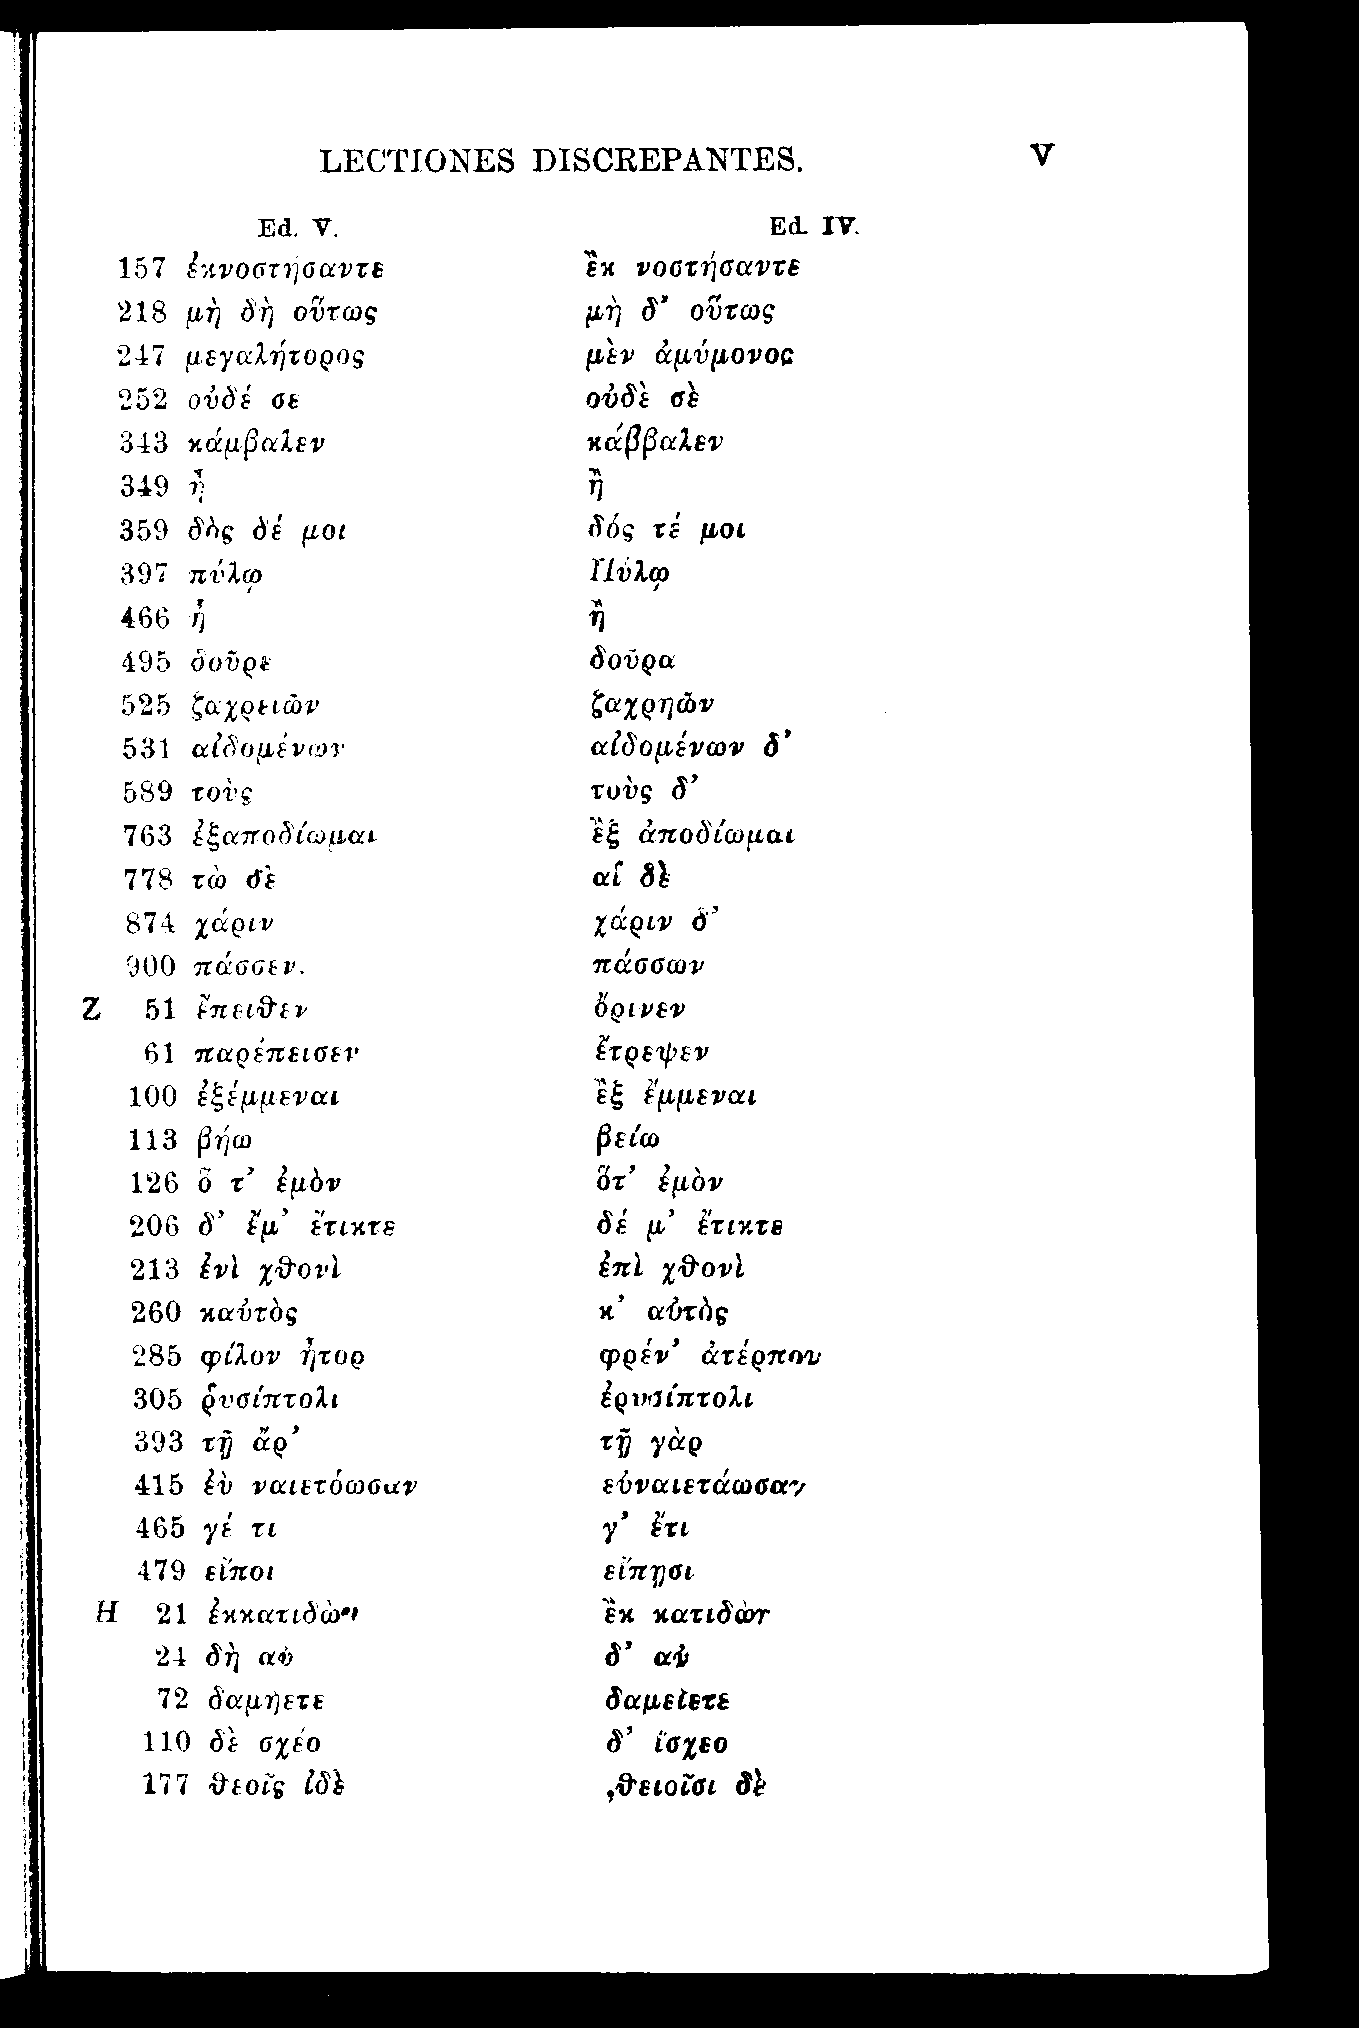 LECTIONES DISCREPANTES. V
Ed. V. Ed. IV.
157 ἐκνοστήσαντε ἒκ νοστήσαντε
218 μὴ δὴ οὕτως μὴ δ’ οὕτως
247 μεγαλήτορος μὲν ἀμύμονος
252 οὐδέ σε οὐδὲ σὲ
343 κάμβαλεν κάββαλεν
349 ἦ ἢ
359 δὸς δέ μοι δός τέ μοι
397 πύλῳ Πύλῳ
466 ἦ ἢ
495 δοῦρε δοῦρα
525 ζαχρειῶν ζαχρηῶν
531 αἰδομένων αἰδομένων δ’
589 τοὺς τοὺς δ’
763 ἐξαποδίωμαι ἒξ ἀποδίωμαι
778 τὼ δὲ αἱ δὲ
874 χάριν χάριν δ’
900 πάσσεν. πάσσων
Ζ 51 ἔπειθεν ὄρινεν
61 παρέπεισεν ἔτρεψεν
100 ἐξέμμεναι ἒξ ἔμμεναι
113 βήω βείω
126 ὅ τ’ ἐμὸν ὅτ’ ἐμὸν
206 δ’ ἔμ’ ἔτικτε δέ μ’ ἔτικτε
213 ἐνὶ χθονὶ ἐπὶ χθονὶ
260 καὐτὸς κ’ αὐτὸς
285 φίλον ἦτορ φρέν’ ἀτέρπου
305 ῥυσίπτολι ἐρυσίπτολι
393 τῇ ἄρ’ τῇ γὰρ
415 ἐὺ ναιετόωσαν εὐναιετάωσαν
465 γέ τι γ’ ἔτι
479 εἴποι εἴπῃσι
Η 21 ἐκκατιδὼν ἒκ κατιδὼν
24 δὴ αὖ δ’ αὖ
72 δαμήετε δαμείετε
110 δὲ σχέο δ’ ἴσχεο
177 θεοῖς ἰδὲ θειοῖσι δὲ